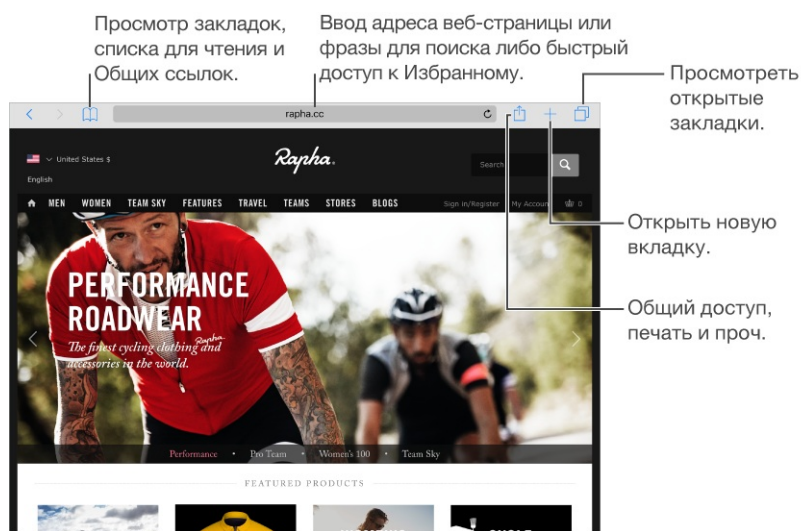 Просмотр закладок,
списка для чтения и
Общих ссылок.
Ввод адреса веб-страницы или
фразы для поиска либо быстрый
доступ к Избранному.
Просмотреть
открытые
закладки.
rapha.cc
United States $
English
Rapha.
Search
MEN WOMEN TEAM SKY FEATURES TRAVEL TEAMS STORES BLOGS Sign in/Register My Account 0
Открыть новую
вкладку.
PERFORMANCE
ROADWEAR
Rapha
The finest cycling clothing and
accessories in the world.
Общий доступ,
печать и проч.
Performance • Pro Team • Women's 100 • Team Sky
FEATURED PRODUCTS